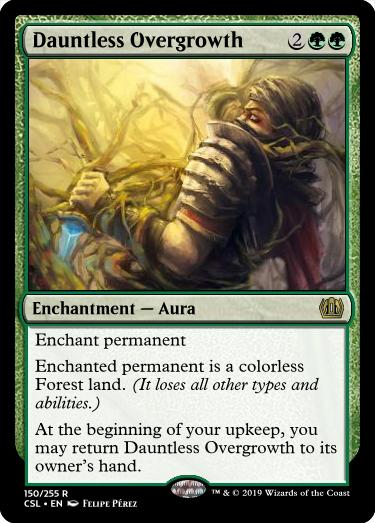 Dauntless Overgrowth 2
Enchantment — Aura
Enchant permanent
Enchanted permanent is a colorless
Forest land. (It loses all other types and
abilities.)
At the beginning of your upkeep, you
may return Dauntless Overgrowth to its
owner's hand.
150/255 R
CSL • EN Felipe Pérez
™ & © 2019 Wizards of the Coast